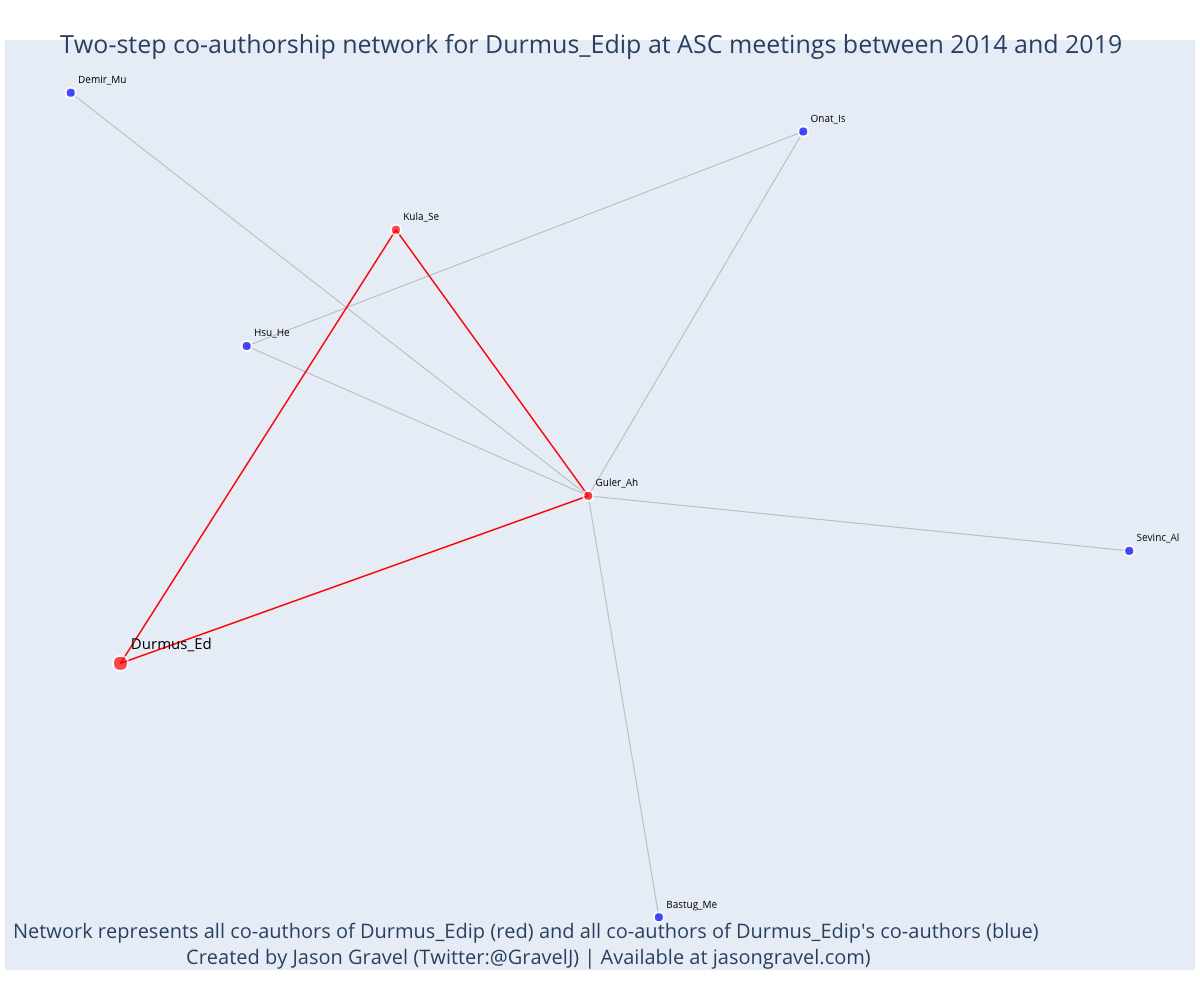 Two-step co-authorship network for Durmus_Edip at ASC meetings between 2014 and 2019
Demir_Mu
Onat_Is
Kula_Se
Hsu_He
Guler_Ah
Sevinc_Al
Durmus_Ed
Bastug_Me
Network represents all co-authors of Durmus_Edip (red) and all co-authors of Durmus_Edip's co-authors (blue)
Created by Jason Gravel (Twitter:@GravelJ) | Available at jasongravel.com)